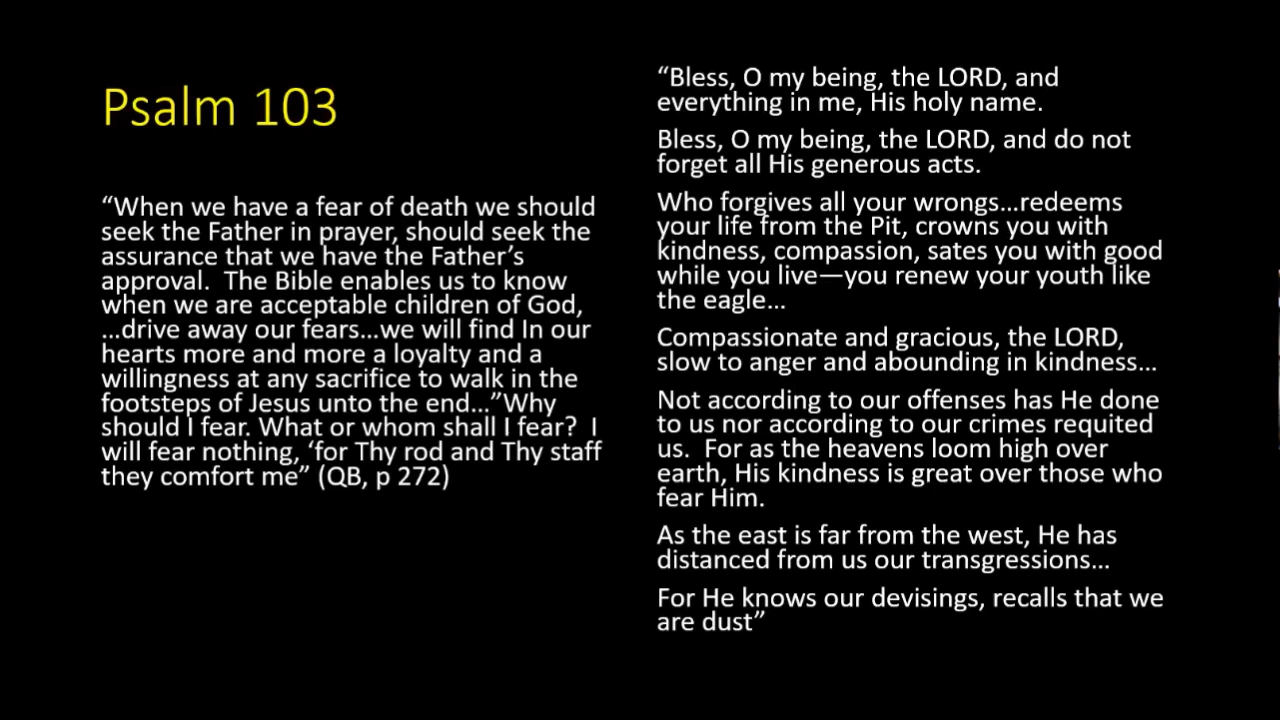 Psalm 103
“When we have a fear of death we should
seek the Father in prayer, should seek the
assurance that we have the Father’s
approval.  The Bible enables us to know
when we are acceptable children of God,
…drive away our fears…we will find In our
hearts more and more a loyalty and a
willingness at any sacrifice to walk in the
footsteps of Jesus unto the end…”Why
should I fear. What or whom shall I fear?  I
will fear nothing, ‘for Thy rod and Thy staff
they comfort me” (QB, p 272)
“Bless, O my being, the LORD, and
everything in me, His holy name.
Bless, O my being, the LORD, and do not
forget all His generous acts.
Who forgives all your wrongs…redeems
your life from the Pit, crowns you with
kindness, compassion, sates you with good
while you live—you renew your youth like
the eagle…
Compassionate and gracious, the LORD,
slow to anger and abounding in kindness…
Not according to our offenses has He done
to us nor according to our crimes requited
us.  For as the heavens loom high over
earth, His kindness is great over those who
fear Him.
As the east is far from the west, He has
distanced from us our transgressions…
For He knows our devisings, recalls that we
are dust”